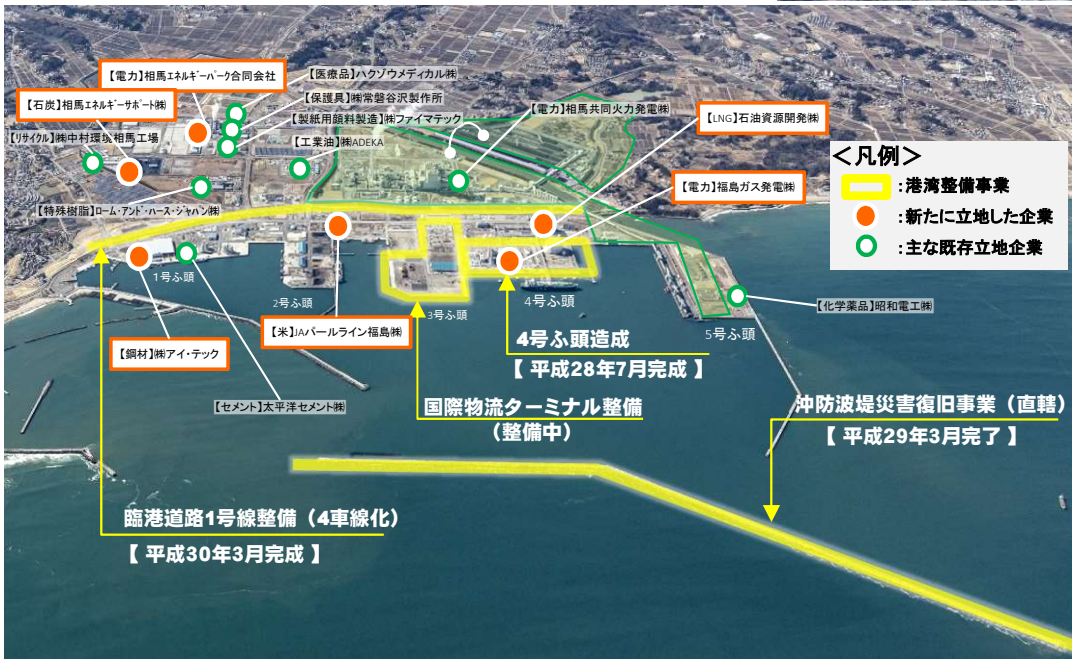 【電力】相馬エネルギーパーク合同会社
【医療品】ハクゾウメディカル㈱
【石炭】相馬エネルギーサポート㈱
【保護具】㈱常磐谷沢製作所
【製紙用顔料製造】㈱ファイマテック
【電力】相馬共同火力発電㈱
【LNG】石油資源開発㈱
【リサイクル】㈱中村環境相馬工場
【工業油】㈱ADEKA
【電力】福島ガス発電㈱
【特殊樹脂】ローム・アンド・ハース・ジャパン㈱
＜凡例＞
：港湾整備事業
：新たに立地した企業
：主な既存立地企業
1号ふ頭
2号ふ頭
3号ふ頭
4号ふ頭
5号ふ頭
【化学薬品】昭和電工㈱
【米】JAパールライン福島㈱
【鋼材】㈱アイ・テック
【セメント】太平洋セメント㈱
4号ふ頭造成
【 平成28年7月完成 】
国際物流ターミナル整備
（整備中）
沖防波堤災害復旧事業（直轄）
【 平成29年3月完了 】
臨港道路1号線整備（4車線化）
【 平成30年3月完成 】